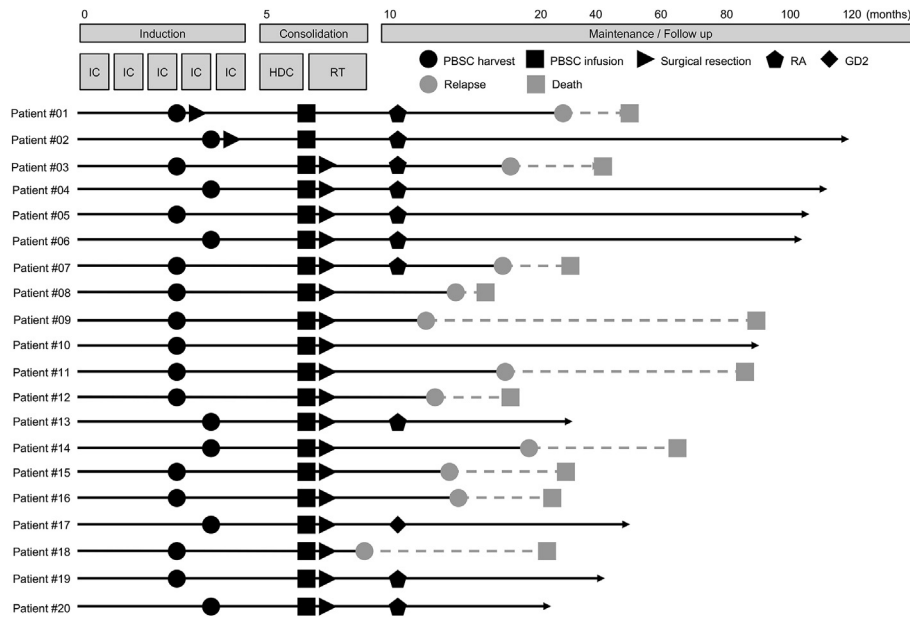 0 5 10 20 40 60 80 100 120 (months)
Induction Consolidation Maintenance / Follow up
IC IC IC IC IC HDC RT
PBSC harvest PBSC infusion Surgical resection RA GD2
Relapse Death
Patient #01
Patient #02
Patient #03
Patient #04
Patient #05
Patient #06
Patient #07
Patient #08
Patient #09
Patient #10
Patient #11
Patient #12
Patient #13
Patient #14
Patient #15
Patient #16
Patient #17
Patient #18
Patient #19
Patient #20